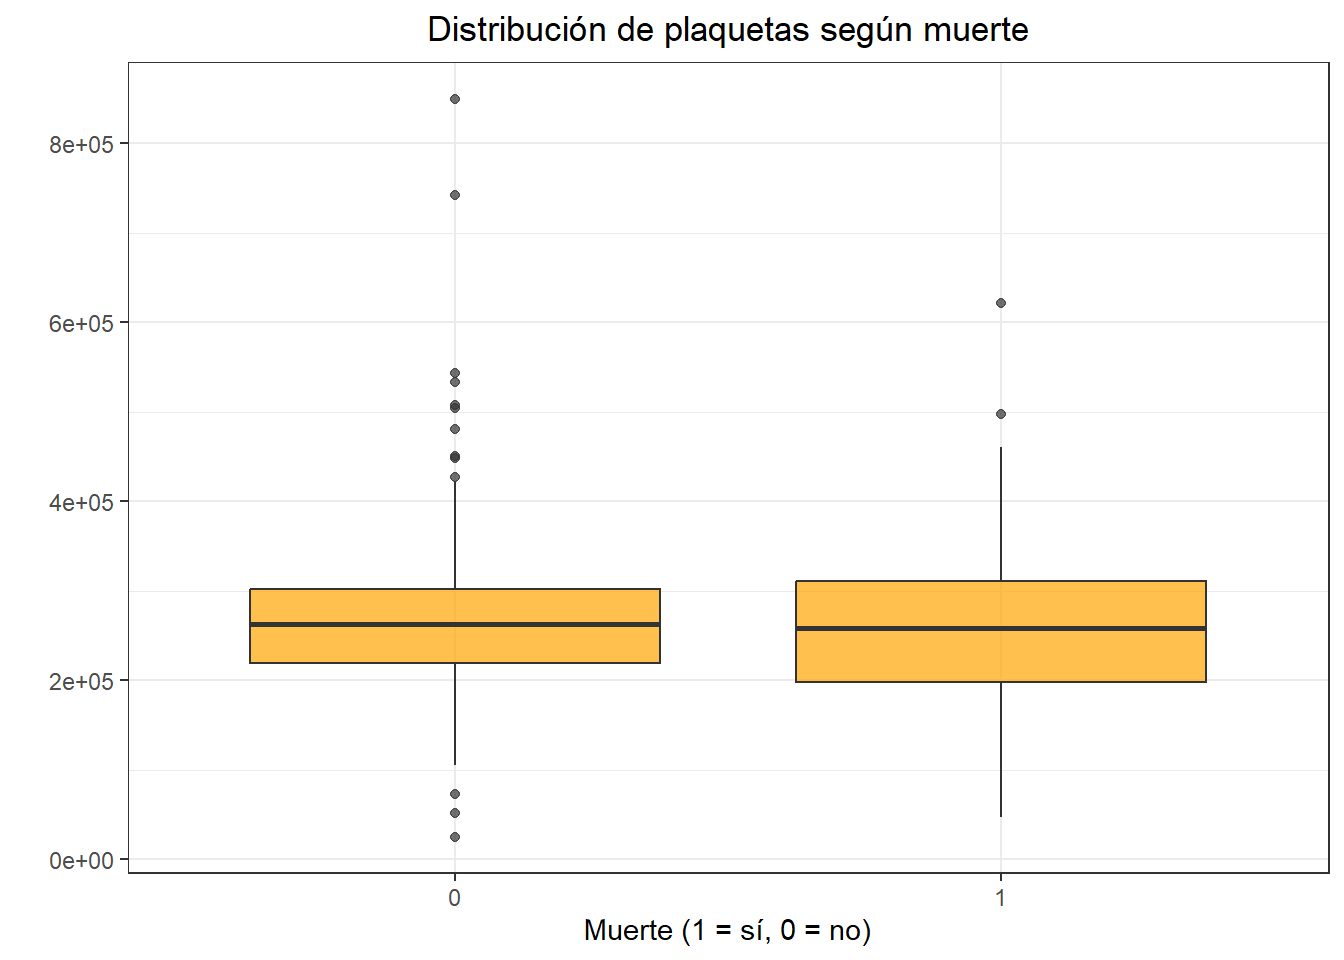 Distribución de plaquetas según muerte
8e+05
6e+05
4e+05
2e+05
0e+00
0
1
Muerte (1 = sí, 0 = no)